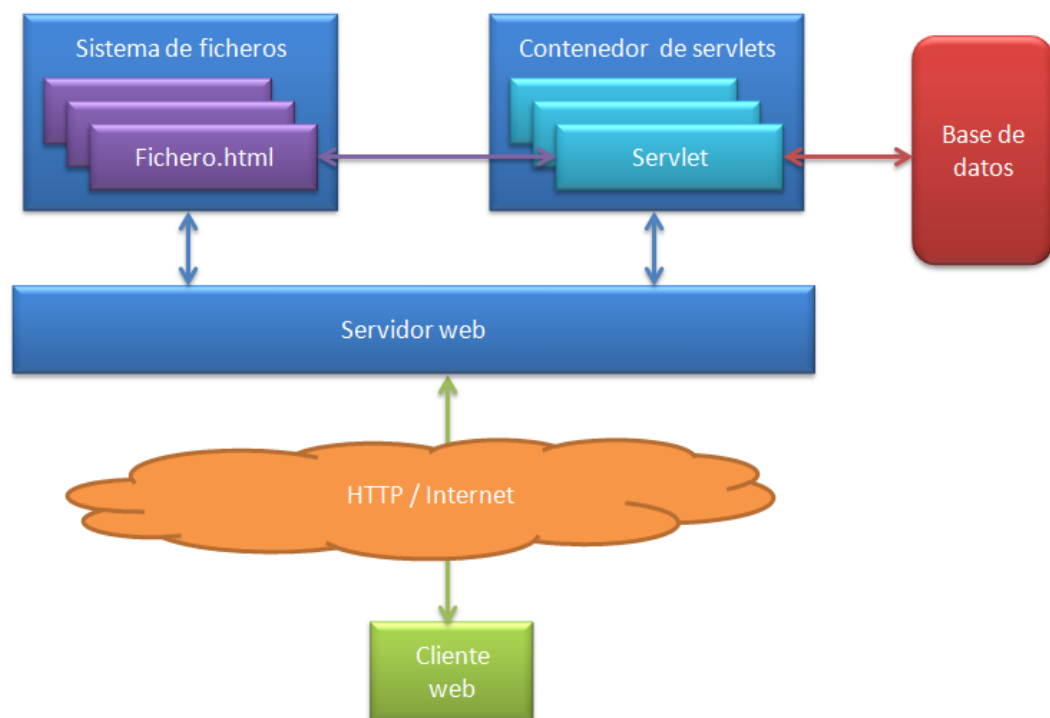 Sistema de ficheros
Contenedor de servlets
Fichero.html
Servlet
Base de
datos
Servidor web
HTTP / Internet
Cliente
web